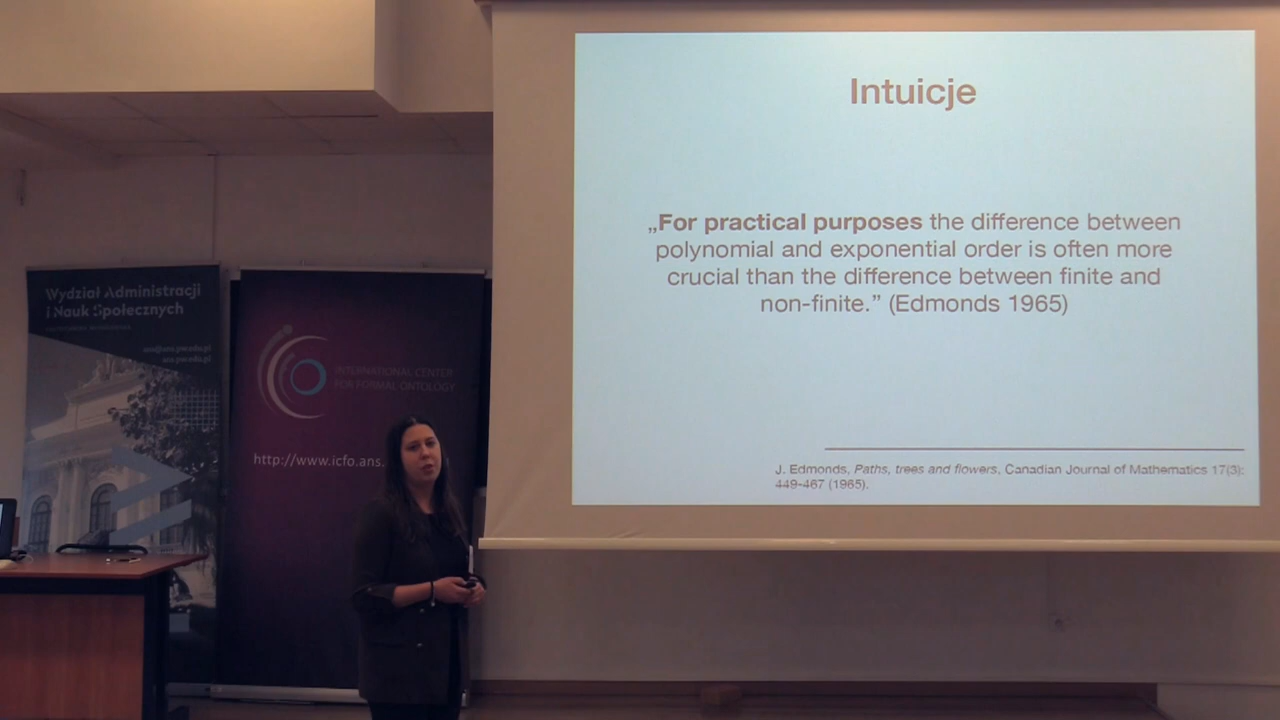 Intuicje
„For practical purposes the difference between
polynomial and exponential order is often more
crucial than the difference between finite and
non-finite.” (Edmonds 1965)
J. Edmonds, Paths, trees and flowers, Canadian Journal of Mathematics 17(3):
449-467 (1965).
Wydział Administracji
i Nauk Społecznych
INTERNATIONAL CENTER
FOR FORMAL ONTOLOGY
http://www.icfo.ans.